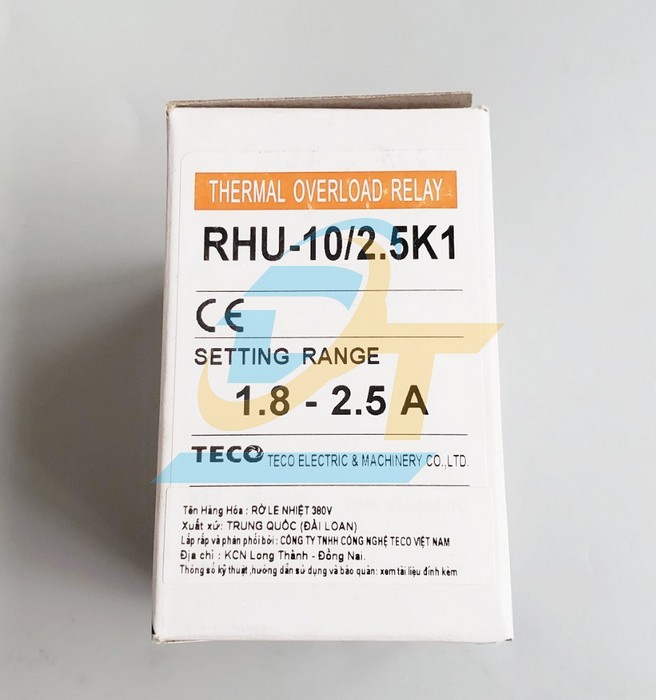 THERMAL OVERLOAD RELAY
RHU-10/2.5K1
CE
SETTING RANGE
1.8 - 2.5 A
TECO TECO ELECTRIC & MACHINERY CO.,LTD.
Tên Hàng Hóa : RỜ LE NHIỆT 380V
Xuất xứ: TRUNG QUỐC (ĐÀI LOAN)
Lắp ráp và phân phối bởi : CÔNG TY TNHH CÔNG NGHỆ TECO VIỆT NAM
Địa chỉ : KCN Long Thành - Đồng Nai.
Thông số kỹ thuật ,hướng dẫn sử dụng và bảo quản: xem tài liệu đính kèm
DT